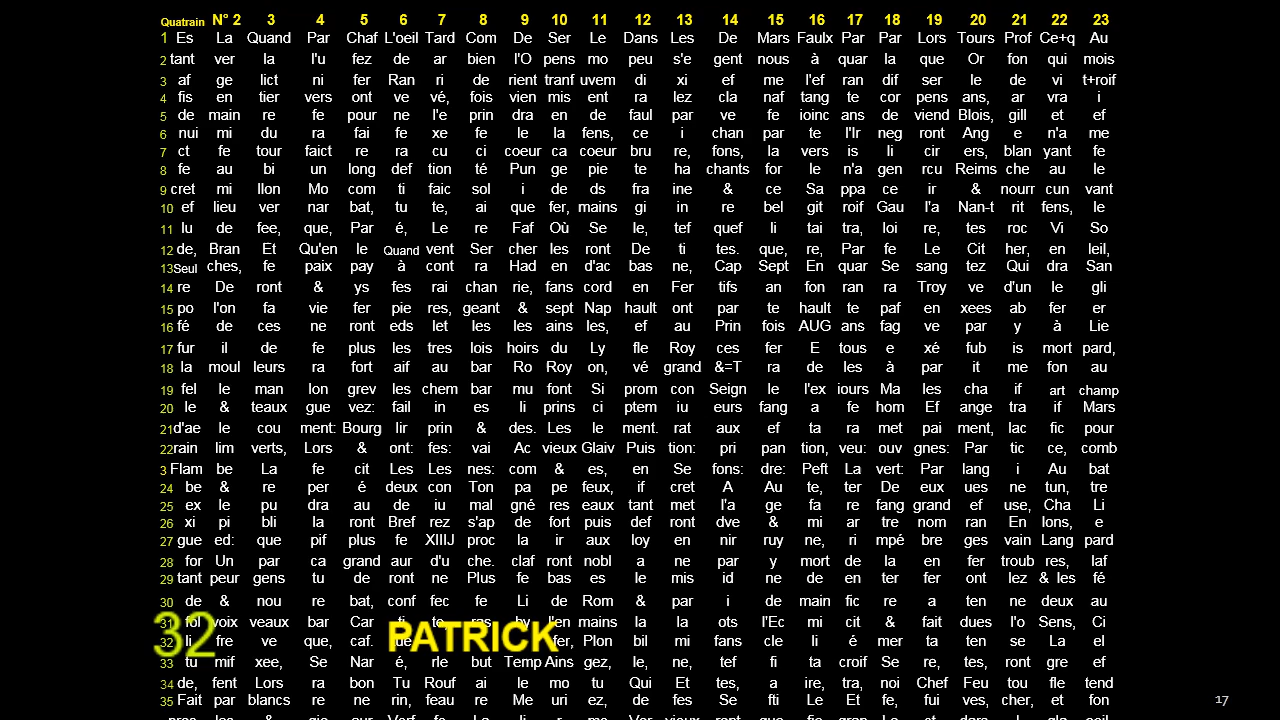 Quatrain N° 2 3 4 5 6 7 8 9 10 11 12 13 14 15 16 17 18 19 20 21 22 23
1 Es La Quand Par Chaf L'oeil Tard Com De Ser Le Dans Les De Mars Faulx Par Par Lors Tours Prof Ce+q Au
2 tant ver la l'u fez de ar bien l'O pens mo peu s'e gent nous à quar la que Or fon qui mois
3 af ge lict ni fer Ran ri de rient tranf uvem di xi ef me l'ef ran dif ser le de vi t+roif
4 fis en tier vers ont ve vé, fois vien mis ent ra lez cla naf tang te cor pens ans, ar vra i
5 de main re fe pour ne l'e prin dra en de faul par ve fe ioinc ans de viend Blois, gill et ef
6 nui mi du ra fai fe xe fe le la fens, ce i chan par te l'Ir neg ront Ang e n'a me
7 ct fe tour faict re ra cu ci coeur ca coeur bru re, fons, la vers is li cir ers, blan yant fe
8 fe au bi un long def tion té Pun ge pie te ha chants for le n'a gen rcu Reims che au le
9 cret mi llon Mo com ti faic sol i de ds fra ine & ce Sa ppa ce ir & nourr cun vant
10 ef lieu ver nar bat, tu te, ai que fer, mains gi in re bel git roif Gau l'a Nan-t rit fens, le
11 lu de fee, que, Par é, Le re Faf Où Se le, tef quef li tai tra, loi re, tes roc Vi So
12 de, Bran Et Qu'en le Quand vent Ser cher les ront De ti tes. que, re, Par fe Le Cit her, en leil,
13 Seul ches, fe paix pay à cont ra Had en d'ac bas ne, Cap Sept En quar Se sang tez Qui dra San
14 re De ront & ys fes rai chan rie, fans cord en Fer tifs an fon ran ra Troy ve d'un le gli
15 po l'on fa vie fer pie res, geant & sept Nap hault ont par te hault te paf en xees ab fer er
16 fé de ces ne ront eds let les les ains les, ef au Prin fois AUG ans fag ve par y à Lie
17 fur il de fe plus les tres lois hoirs du Ly fle Roy ces fer E tous e xé fub is mort pard,
18 la moul leurs ra fort aif au bar Ro Roy on, vé grand &=T ra de les à par it me fon au
19 fel le man lon grev les chem bar mu font Si prom con Seign le l'ex iours Ma les cha if art champ
20 le & teaux gue vez: fail in es li prins ci ptem iu eurs fang a fe hom Ef ange tra if Mars
21 d'ae le cou ment: Bourg lir prin & des. Les le ment. rat aux ef ta ra met pai ment, lac fic pour
22 rain lim verts, Lors & ont: fes: vai Ac vieux Glaiv Puis tion: pri pan tion, veu: ouv gnes: Par tic ce, comb
3 Flam be La fe cit Les Les nes: com & es, en Se fons: dre: Peft La vert: Par lang i Au bat
24 be & re per é deux con Ton pa pe feux, if cret A Au te, ter De eux ues ne tun, tre
25 ex le pu dra au de iu mal gné res eaux tant met l'a ge fa re fang grand ef use, Cha Li
26 xi pi bli la ront Bref rez s'ap de fort puis def ront dve & mi ar tre nom ran En lons, e
27 gue ed: que pif plus fe XIIIJ proc la ir aux loy en nir ruy ne, ri mpé bre ges vain Lang pard
28 for Un par ca grand aur d'u che. claf ront nobl a ne par y mort de la en fer troub res, laf
29 tant peur gens tu de ront ne Plus fe bas es le mis id ne de en ter fer ont lez & les fé
30 de & nou re bat, conf fec fe Li de Rom & par i de main fic re a ten ne deux au
31 fol voix veaux bar Car l'en mains la la ots l'Ec mi cit & fait dues l'o Sens, Ci
32 li fre ve que, caf. fer, Plon bil mi fans cle li é mer ta ten se La el
32 PATRICK
33 tu mif xee, Se Nar é, rle but Temp Ains gez, le, ne, tef fi ta croif Se re, tes, ront gre ef
34 de, fent Lors ra bon Tu Rouf ai le mo tu Qui Et tes, a ire, tra, noi Chef Feu tou fle tend
35 Fait par blancs re ne rin, feau re Me uri ez, de fes Se fti Le Et fe, fui ves, cher, et fon
17